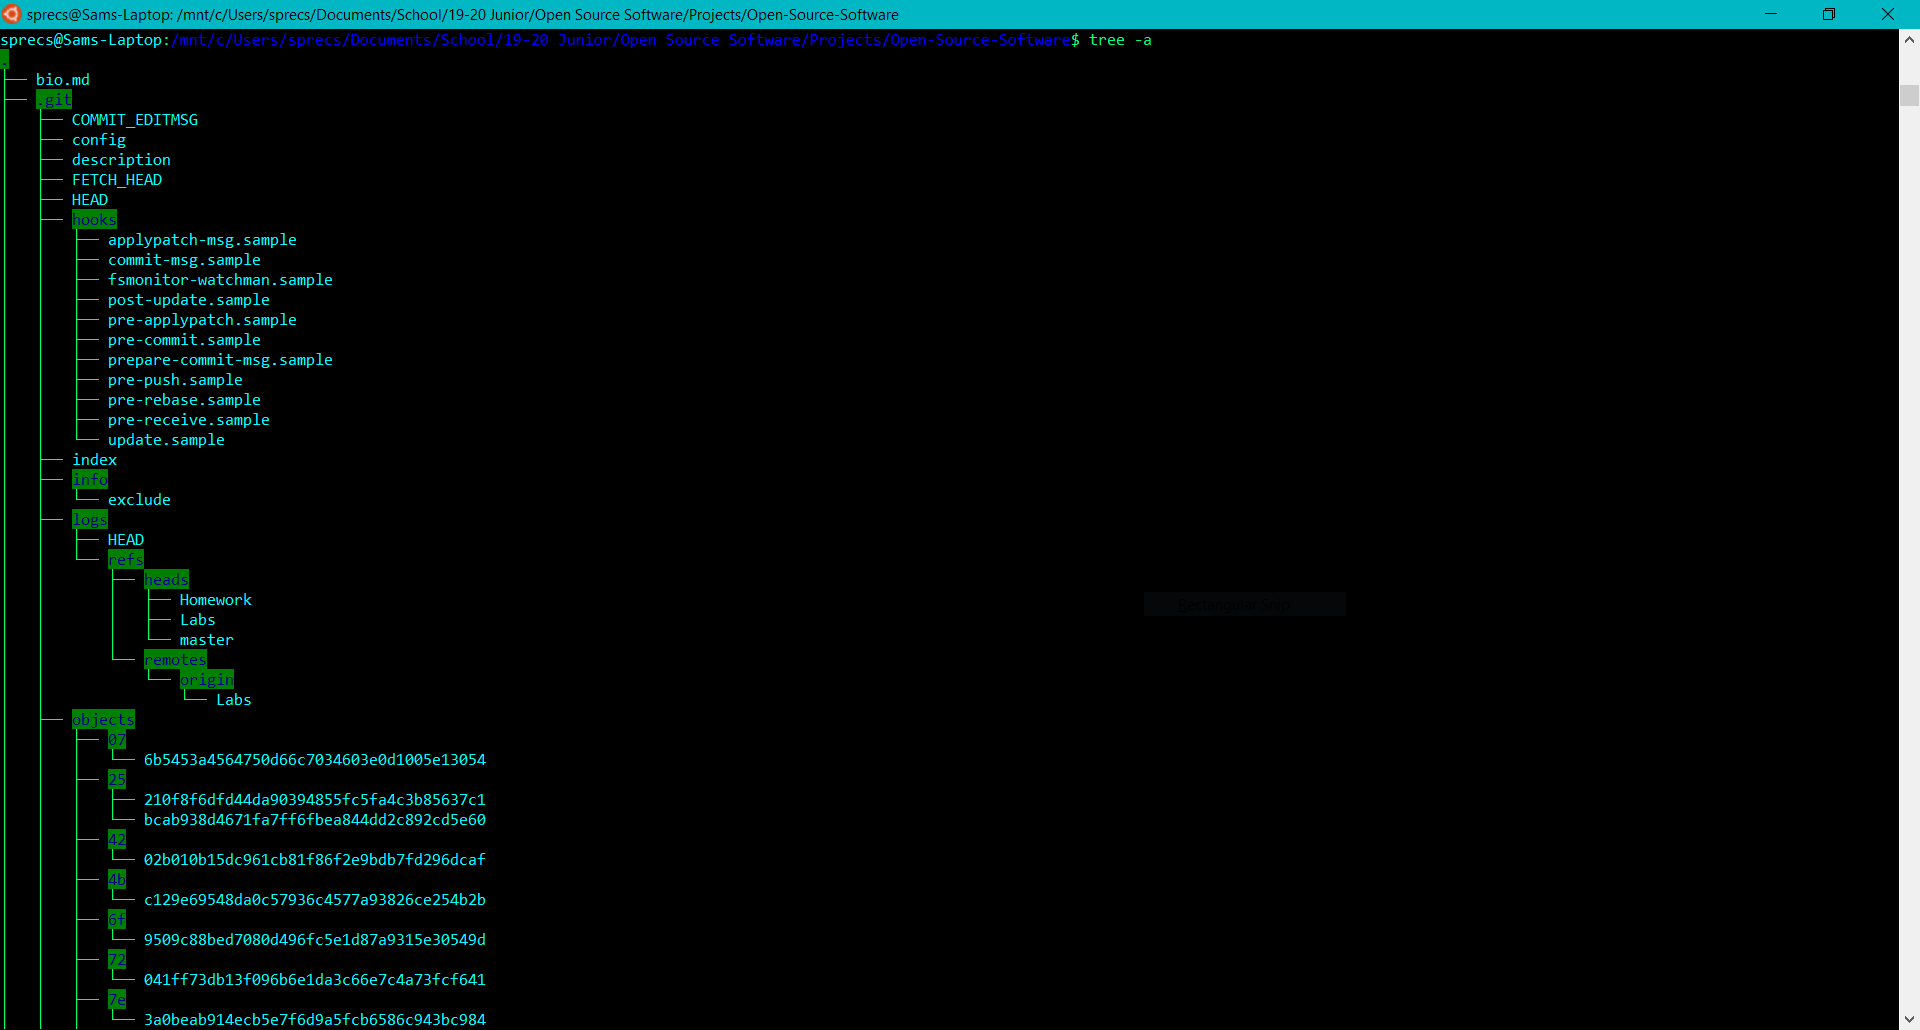 sprecs@Sams-Laptop: /mnt/c/Users/sprecs/Documents/School/19-20 Junior/Open Source Software/Projects/Open-Source-Software
sprecs@Sams-Laptop:/mnt/c/Users/sprecs/Documents/School/19-20 Junior/Open Source Software/Projects/Open-Source-Software$ tree -a
.
├── bio.md
├── .git
│   ├── COMMIT_EDITMSG
│   ├── config
│   ├── description
│   ├── FETCH_HEAD
│   ├── HEAD
│   ├── hooks
│   │   ├── applypatch-msg.sample
│   │   ├── commit-msg.sample
│   │   ├── fsmonitor-watchman.sample
│   │   ├── post-update.sample
│   │   ├── pre-applypatch.sample
│   │   ├── pre-commit.sample
│   │   ├── prepare-commit-msg.sample
│   │   ├── pre-push.sample
│   │   ├── pre-rebase.sample
│   │   ├── pre-receive.sample
│   │   └── update.sample
│   ├── index
│   ├── info
│   │   └── exclude
│   ├── logs
│   │   ├── HEAD
│   │   └── refs
│   │       ├── heads
│   │       │   ├── Homework
│   │       │   ├── Labs
│   │       │   └── master
│   │       └── remotes
│   │           └── origin
│   │               └── Labs
│   ├── objects
│   │   ├── 07
│   │   │   └── 6b5453a4564750d66c7034603e0d1005e13054
│   │   ├── 25
│   │   │   ├── 210f8f6dfd44da90394855fc5fa4c3b85637c1
│   │   │   └── bcab938d4671fa7ff6fbea844dd2c892cd5e60
│   │   ├── 42
│   │   │   └── 02b010b15dc961cb81f86f2e9bdb7fd296dcaf
│   │   ├── 4b
│   │   │   └── c129e69548da0c57936c4577a93826ce254b2b
│   │   ├── 6f
│   │   │   └── 9509c88bed7080d496fc5e1d87a9315e30549d
│   │   ├── 72
│   │   │   └── 041ff73db13f096b6e1da3c66e7c4a73fcf641
│   │   ├── 7e
│   │   │   └── 3a0beab914ecb5e7f6d9a5fcb6586c943bc984
Rectangular Snip